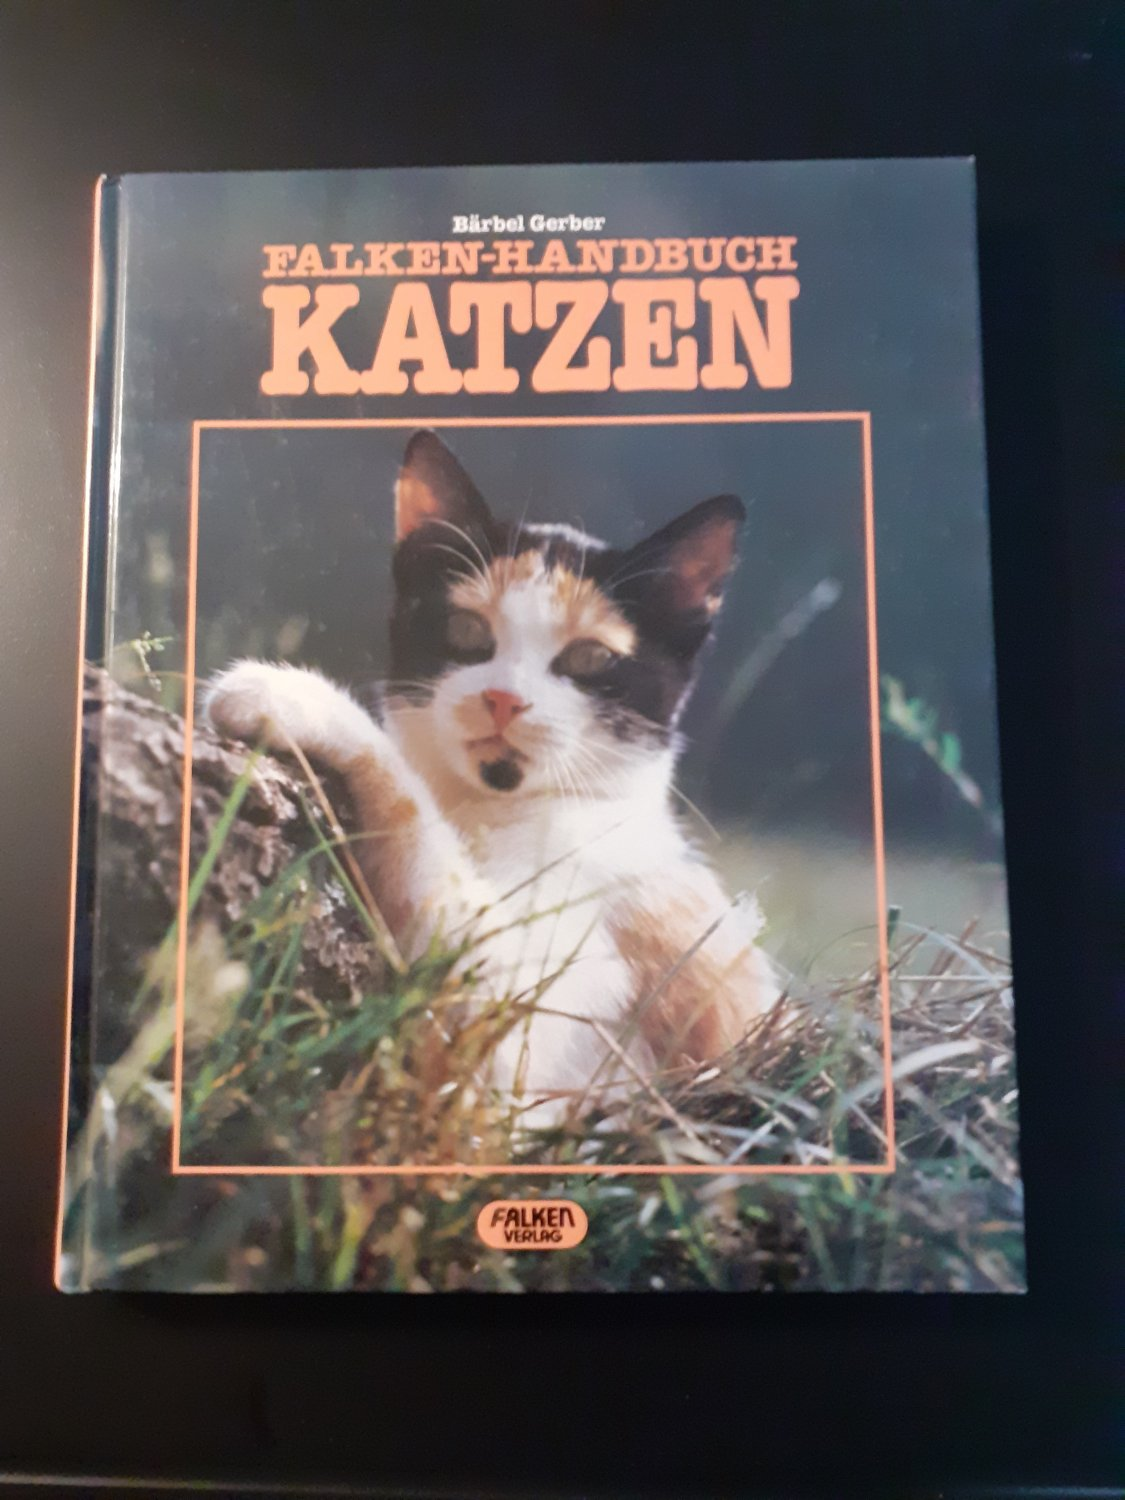 Bärbel Gerber
FALKEN-HANDBUCH
KATZEN
FALKEN
VERLAG